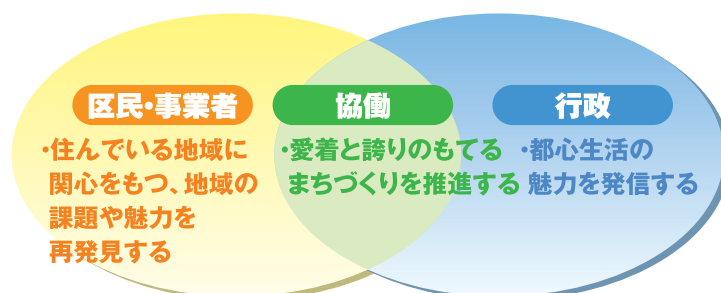 区民・事業者
・住んでいる地域に
関心をもつ、地域の
課題や魅力を
再発見する
協働
・愛着と誇りのもてる
まちづくりを推進する
行政
・都心生活の
魅力を発信する